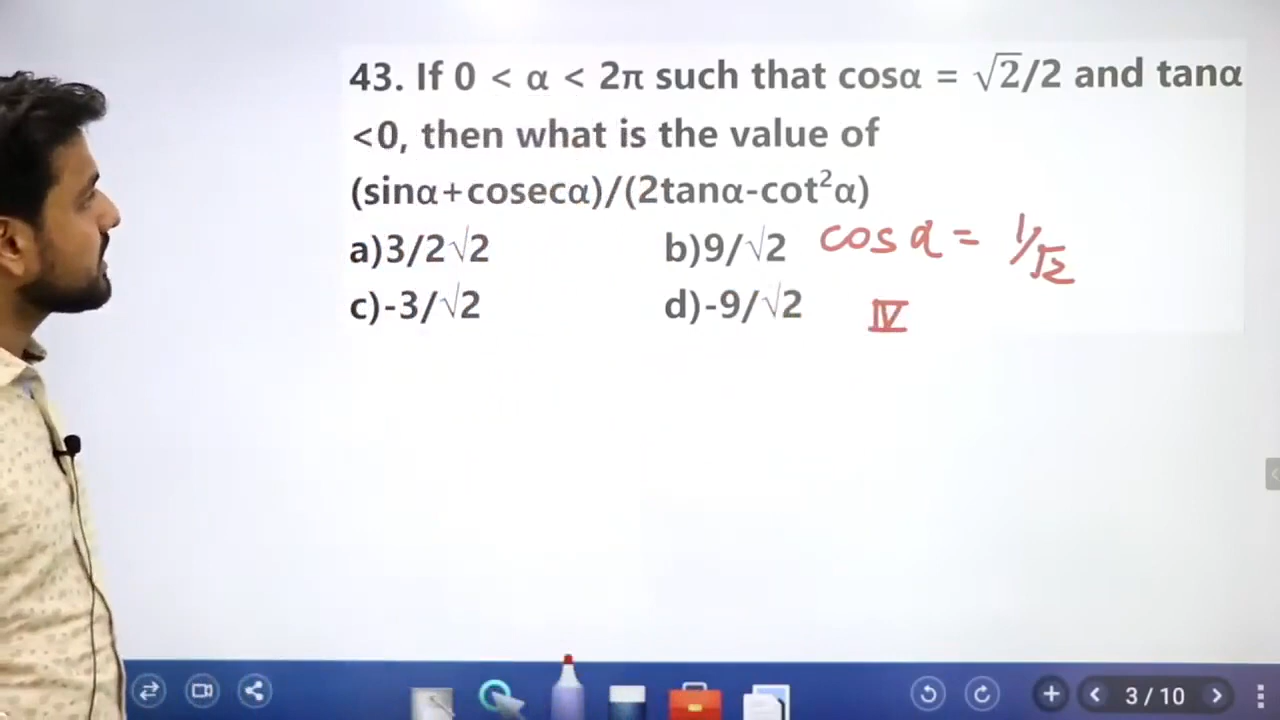 43. If 0 < α < 2π such that cosα = √2/2 and tanα
<0, then what is the value of
(sinα+cosecα)/(2tanα-cot²α)
a)3/2√2 b)9/√2
c)-3/√2 d)-9/√2
cos α = 1/√2
IV
3 / 10